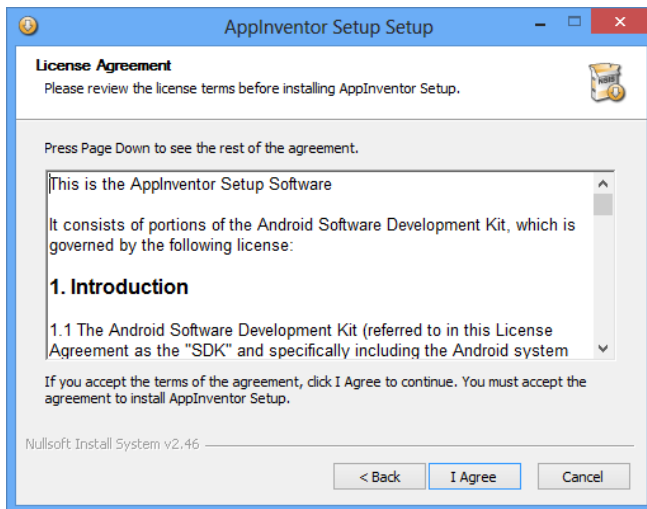 AppInventor Setup Setup
License Agreement
Please review the license terms before installing AppInventor Setup.
NSIS
Press Page Down to see the rest of the agreement.
This is the AppInventor Setup Software
It consists of portions of the Android Software Development Kit, which is
governed by the following license:
1. Introduction
1.1 The Android Software Development Kit (referred to in this License
Agreement as the "SDK" and specifically including the Android system
If you accept the terms of the agreement, click I Agree to continue. You must accept the
agreement to install AppInventor Setup.
Nullsoft Install System v2.46
< Back
I Agree
Cancel